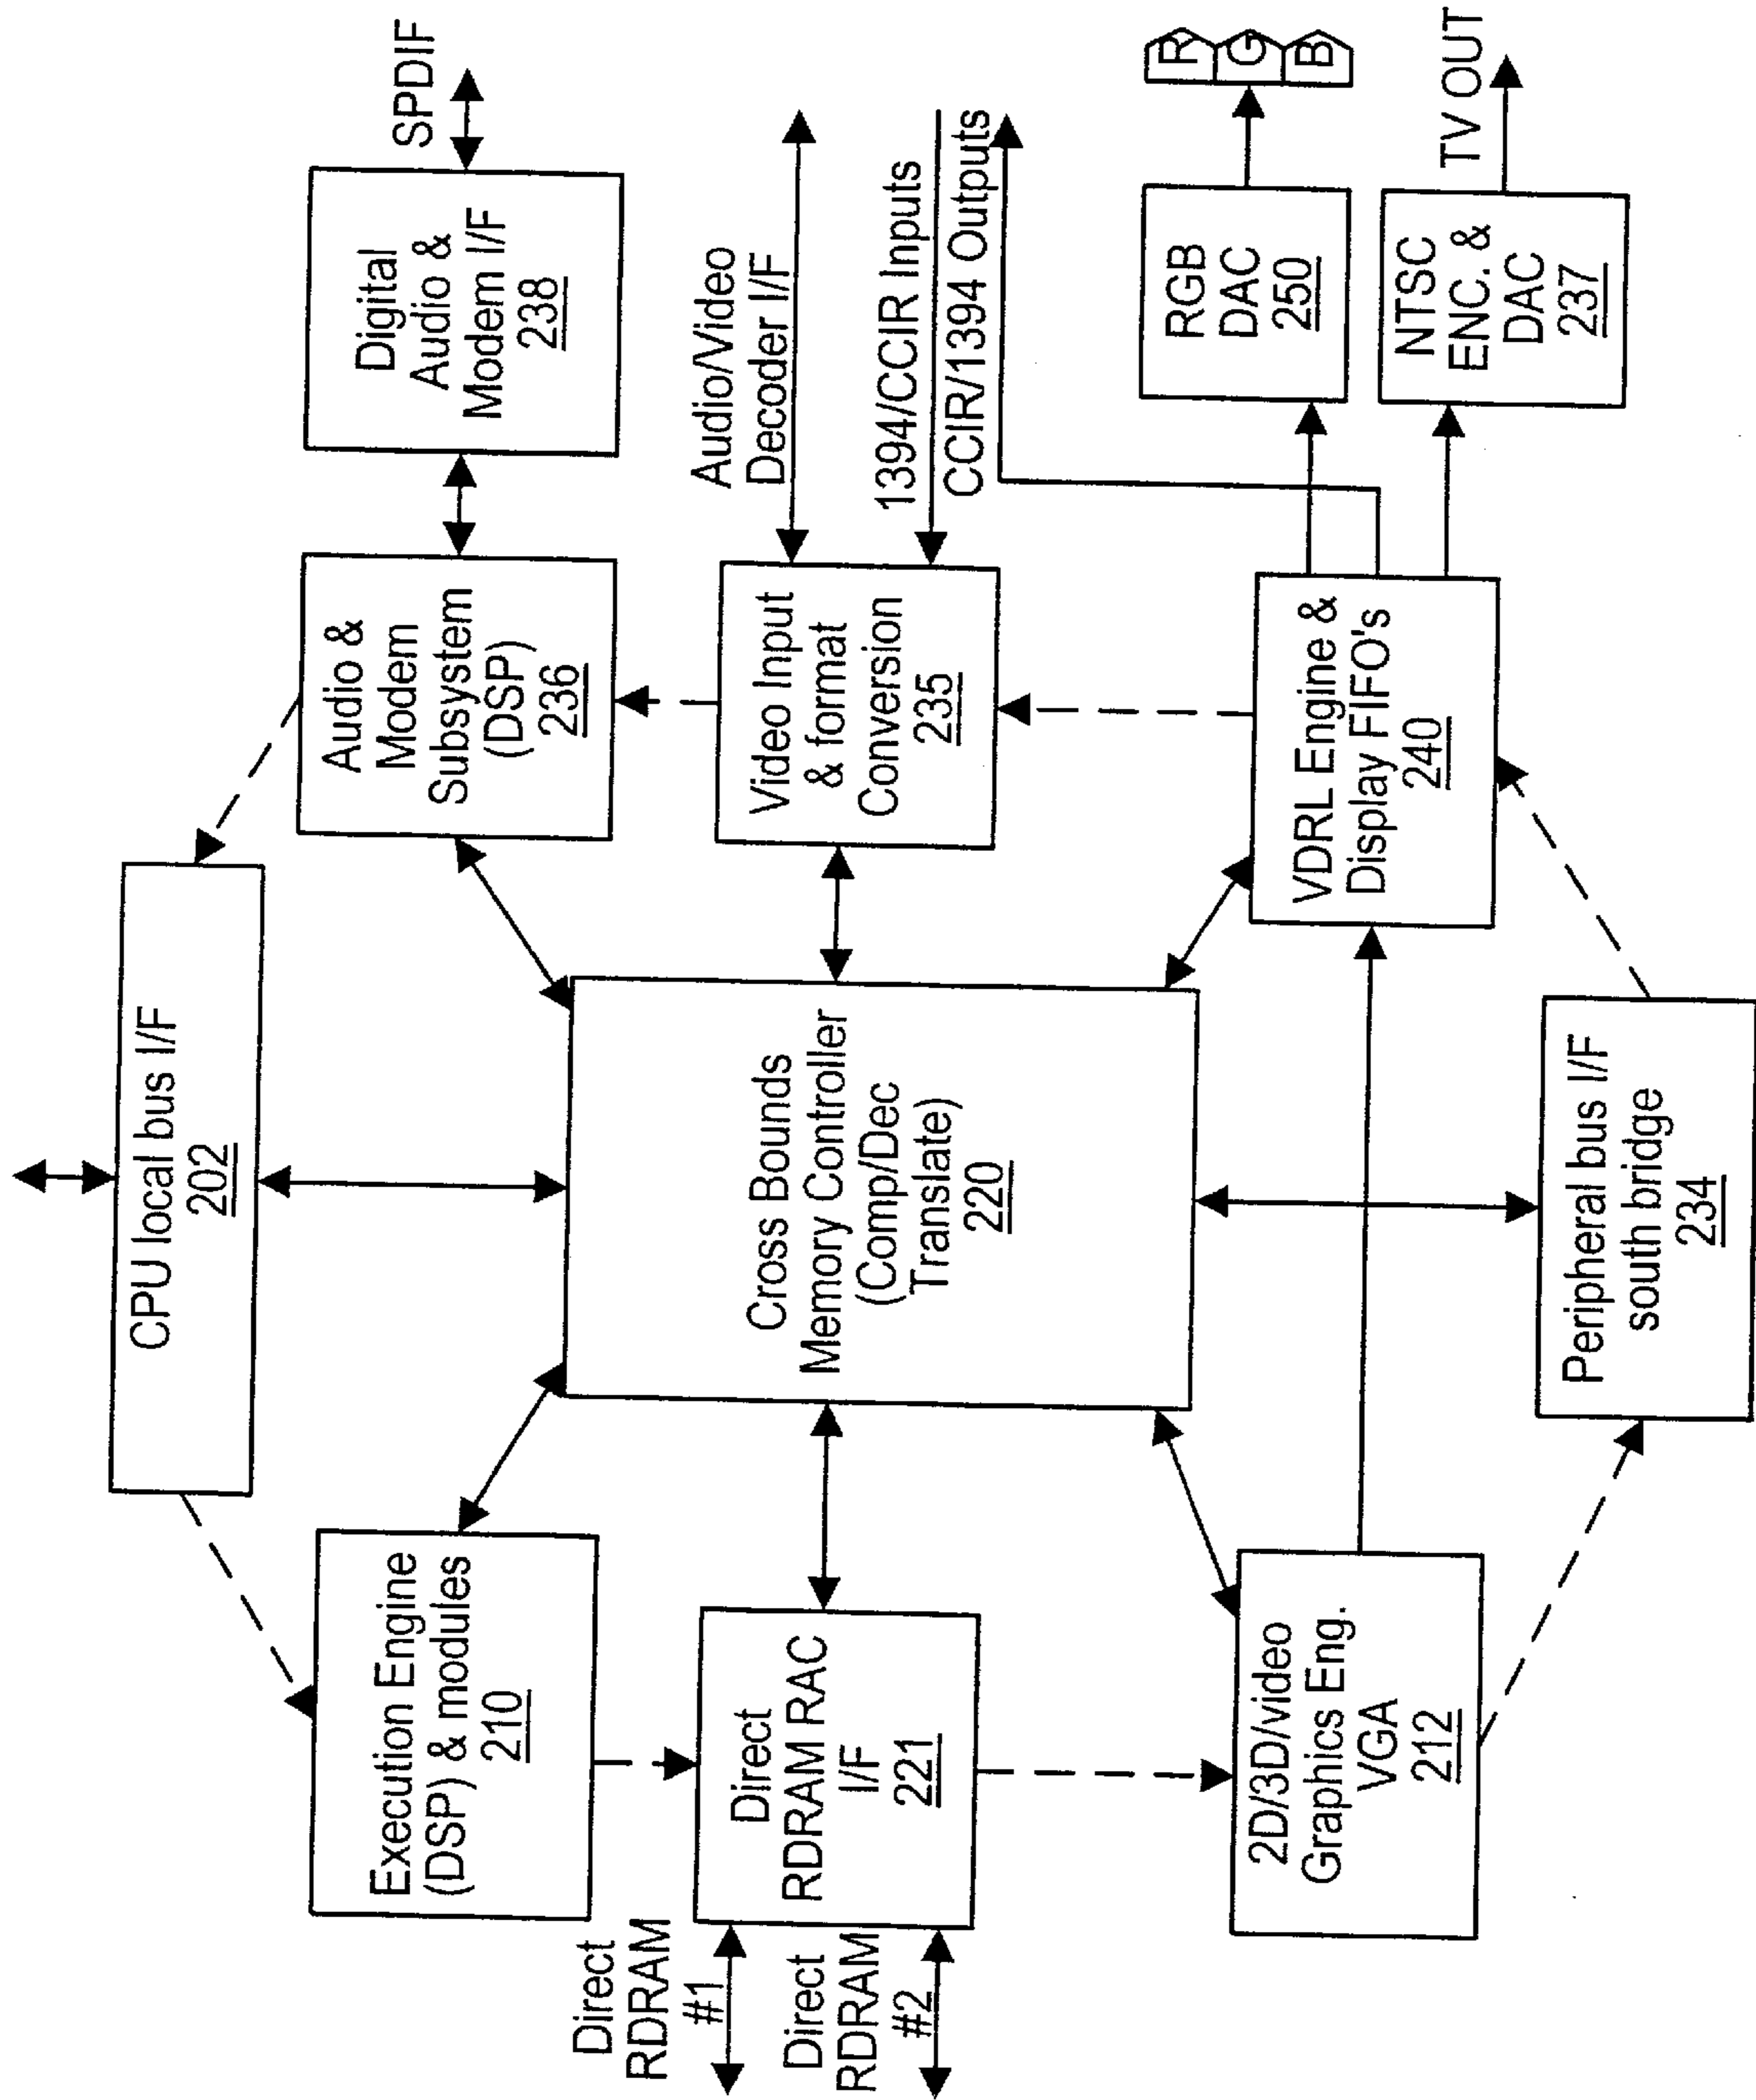 CPU local bus I/F
202
Execution Engine
(DSP) & modules
210
Audio &
Modem
Subsystem
(DSP)
236
Digital
Audio &
Modem I/F
238
SPDIF
Direct
RDRAM
#1
Direct
RDRAM
#2
Direct
RDRAM RAC
I/F
221
Cross Bounds
Memory Controller
(Comp/Dec
Translate)
220
Video Input
& format
Conversion
235
Audio/Video
Decoder I/F
1394/CCIR Inputs
CCIR/1394 Outputs
2D/3D/video
Graphics Eng.
VGA
212
VDRL Engine &
Display FIFO's
240
RGB
DAC
250
R
G
B
NTSC
ENC. &
DAC
237
TV OUT
Peripheral bus I/F
south bridge
234